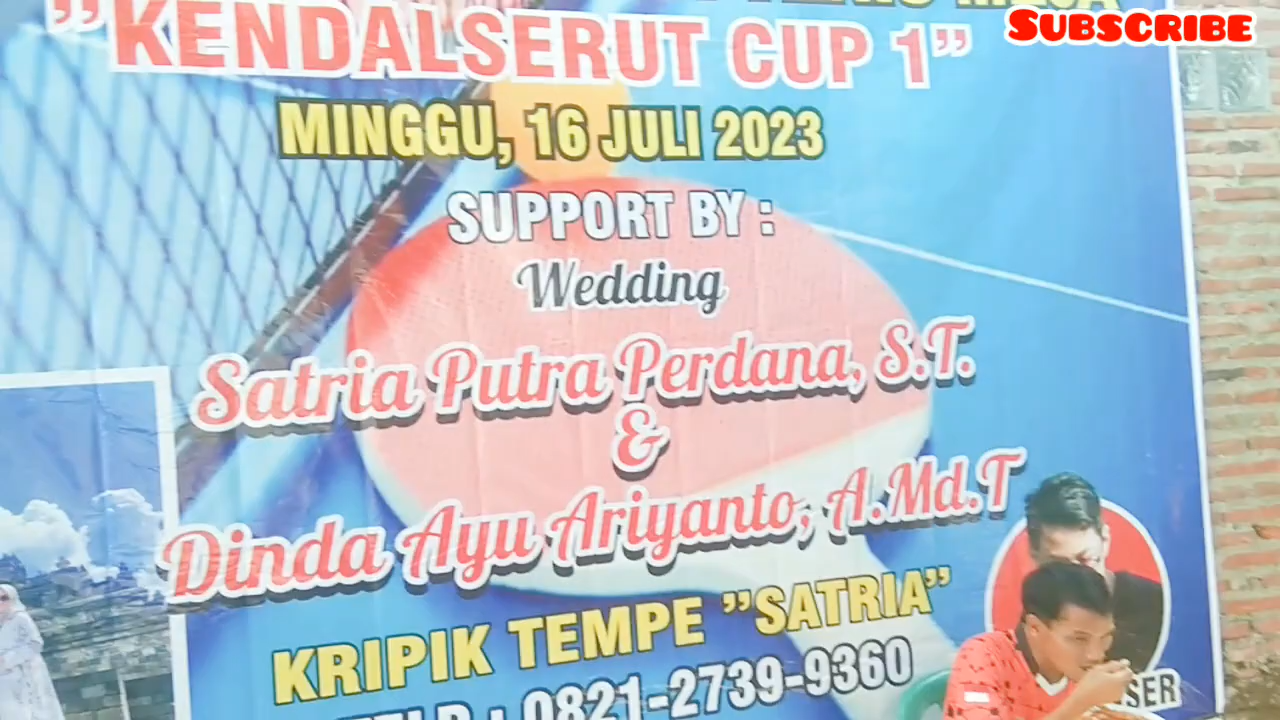 SUBSCRIBE
"KENDALSERUT CUP 1"
MINGGU, 16 JULI 2023
SUPPORT BY :
Wedding
Satria Putra Perdana, S.T.
&
Dinda Ayu Ariyanto, A.Md.T
KRIPIK TEMPE "SATRIA"
: 0821-2739-9360